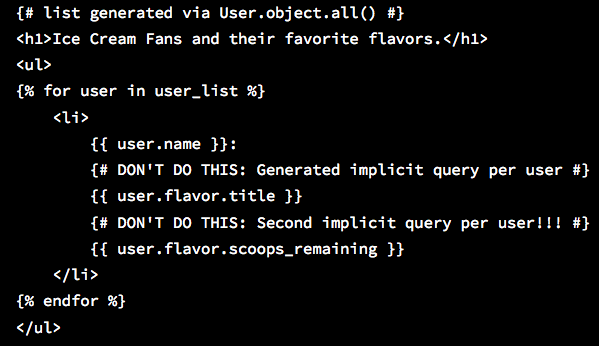 {# list generated via User.object.all() #}
<h1>Ice Cream Fans and their favorite flavors.</h1>
<ul>
{% for user in user_list %}
    <li>
        {{ user.name }}:
        {# DON'T DO THIS: Generated implicit query per user #}
        {{ user.flavor.title }}
        {# DON'T DO THIS: Second implicit query per user!!! #}
        {{ user.flavor.scoops_remaining }}
    </li>
{% endfor %}
</ul>